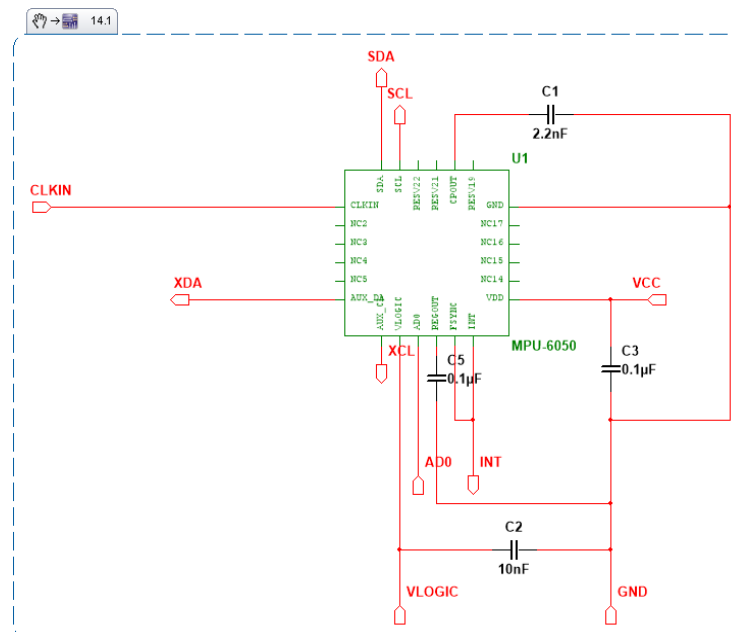 14.1
SDA
SCL
C1
2.2nF
U1
CLKIN
SDA
SCL
RESV22
RESV21
CPOUT
RESV19
CLKIN
GND
NC2
NC17
NC3
NC16
NC4
NC15
NC5
NC14
XDA
AUX_DA
VDD
VCC
AUX_CL
VLOGIC
AD0
REGOUT
FSYNC
INT
MPU-6050
XCL
C5
0.1µF
C3
0.1µF
AD0
INT
C2
10nF
VLOGIC
GND